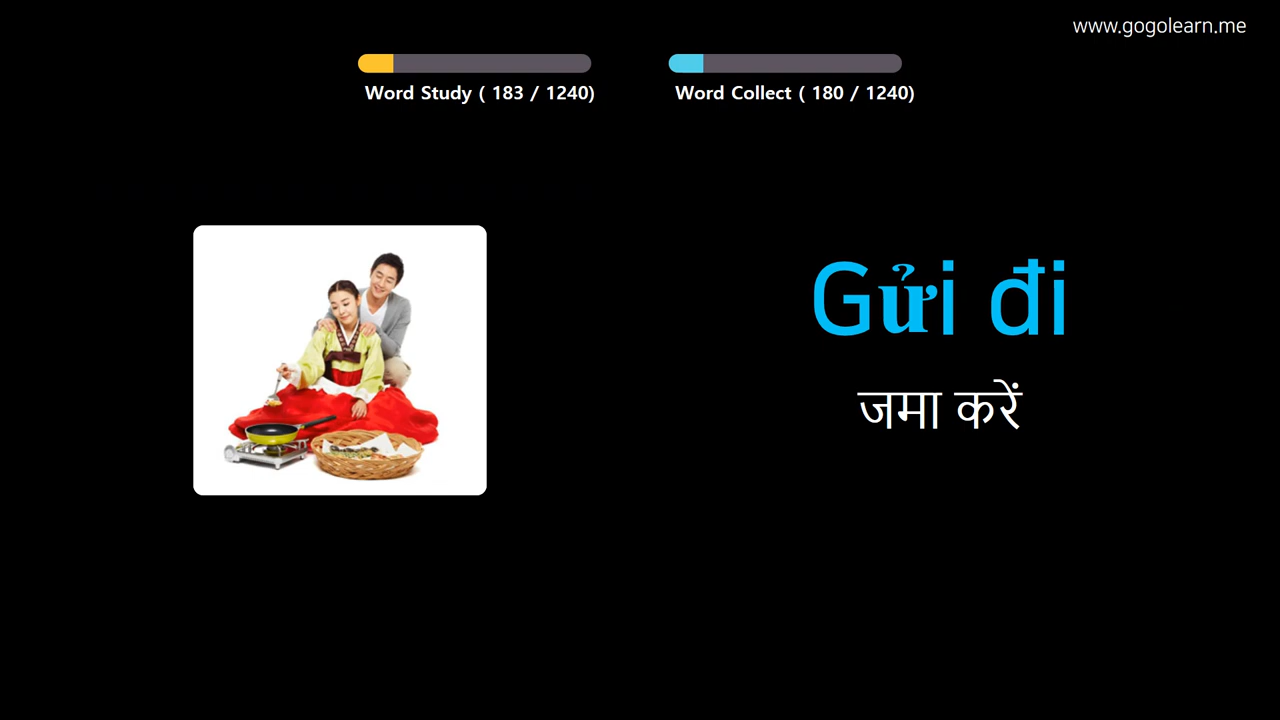 www.gogolearn.me
Word Study ( 183 / 1240)
Word Collect ( 180 / 1240)
Gửi đi
जमा करें